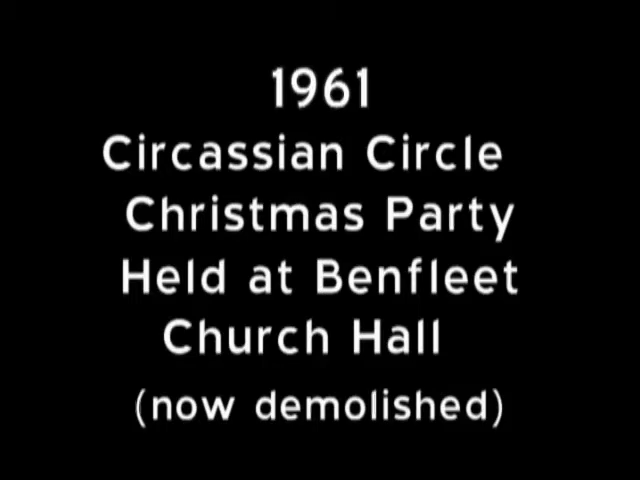 1961
Circassian Circle
Christmas Party
Held at Benfleet
Church Hall
(now demolished)